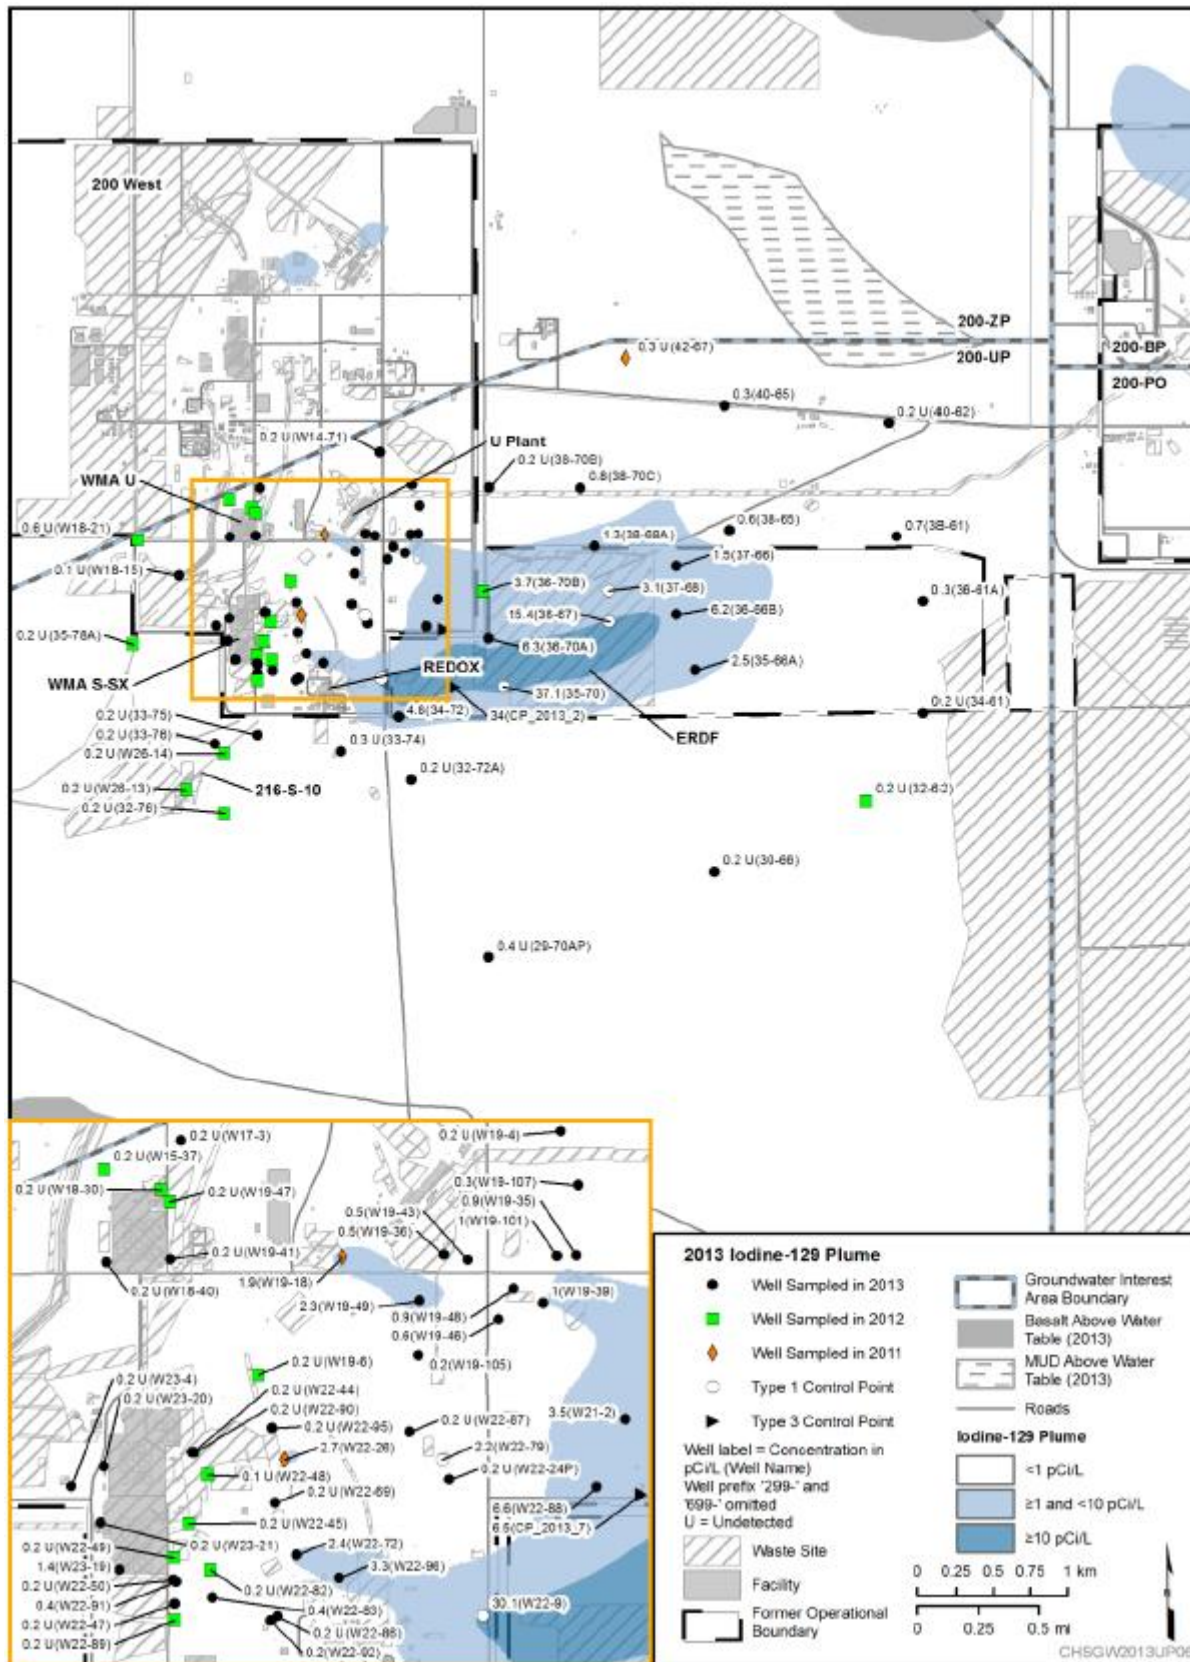 200 West
200-ZP
200-UP
200-BP
200-PO
0.3 U (42-67)
0.3(40-65)
0.2 U (40-62)
0.2 U (W14-71)
U Plant
0.2 U(38-70B)
0.8(38-70C)
WMA U
0.6 U(W18-21)
0.6(38-65)
0.7(38-61)
1.3(38-68A)
1.5(37-66)
0.1 U (W18-15)
3.7(36-70B)
3.1(37-68)
0.3(36-61A)
15.4(36-67)
6.2(36-66B)
0.2 U(35-78A)
6.3(36-70A)
2.5(35-66A)
REDOX
WMA S-SX
37.1(35-70)
4.8(34-72)
34(CP_2013_2)
0.2 U (34-61)
ERDF
0.2 U(33-75)
0.2 U(33-76)
0.3 U(33-74)
0.2 U(W26-14)
0.2 U(32-72A)
0.2 U(W26-13)
216-S-10
0.2 U(32-76)
0.2 U (32-62)
0.2 U (30-66)
0.4 U (29-70AP)
0.2 U(W17-3)
0.2 U(W19-4)
0.2 U(W15-37)
0.2 U (W18-30)
0.2 U(W19-47)
0.3(W19-107)
0.9(W19-35)
0.5(W19-43)
1(W19-101)
0.5(W19-36)
0.2 U(W19-41)
0.2 U(W18-40)
1.9(W19-18)
2.3(W19-49)
1(W19-39)
0.9(W19-48)
0.6(W19-46)
0.2(W19-105)
0.2 U(W19-6)
0.2 U(W23-4)
0.2 U(W23-20)
0.2 U(W22-44)
0.2 U(W22-90)
0.2 U(W22-95)
0.2 U(W22-87)
3.5(W21-2)
2.7(W22-26)
2.2(W22-79)
0.1 U(W22-48)
0.2 U(W22-24P)
0.2 U(W22-69)
6.6(W22-88)
6.5(CP_2013_7)
0.2 U(W22-45)
0.2 U(W23-21)
0.2 U(W22-49)
2.4(W22-72)
1.4(W23-19)
3.3(W22-96)
0.2 U(W22-50)
0.2 U(W22-82)
0.4(W22-91)
0.4(W22-83)
30.1(W22-9)
0.2 U(W22-47)
0.2 U(W22-86)
0.2 U(W22-89)
0.2(W22-92)
2013 Iodine-129 Plume
Well Sampled in 2013
Well Sampled in 2012
Well Sampled in 2011
Type 1 Control Point
Type 3 Control Point
Well label = Concentration in
pCi/L (Well Name)
Well prefix '299-' and
'699-' omitted
U = Undetected
Waste Site
Facility
Former Operational
Boundary
Groundwater Interest
Area Boundary
Basalt Above Water
Table (2013)
MUD Above Water
Table (2013)
Roads
Iodine-129 Plume
<1 pCi/L
≥1 and <10 pCi/L
≥10 pCi/L
0 0.25 0.5 1 km
0 0.25 0.5 mi